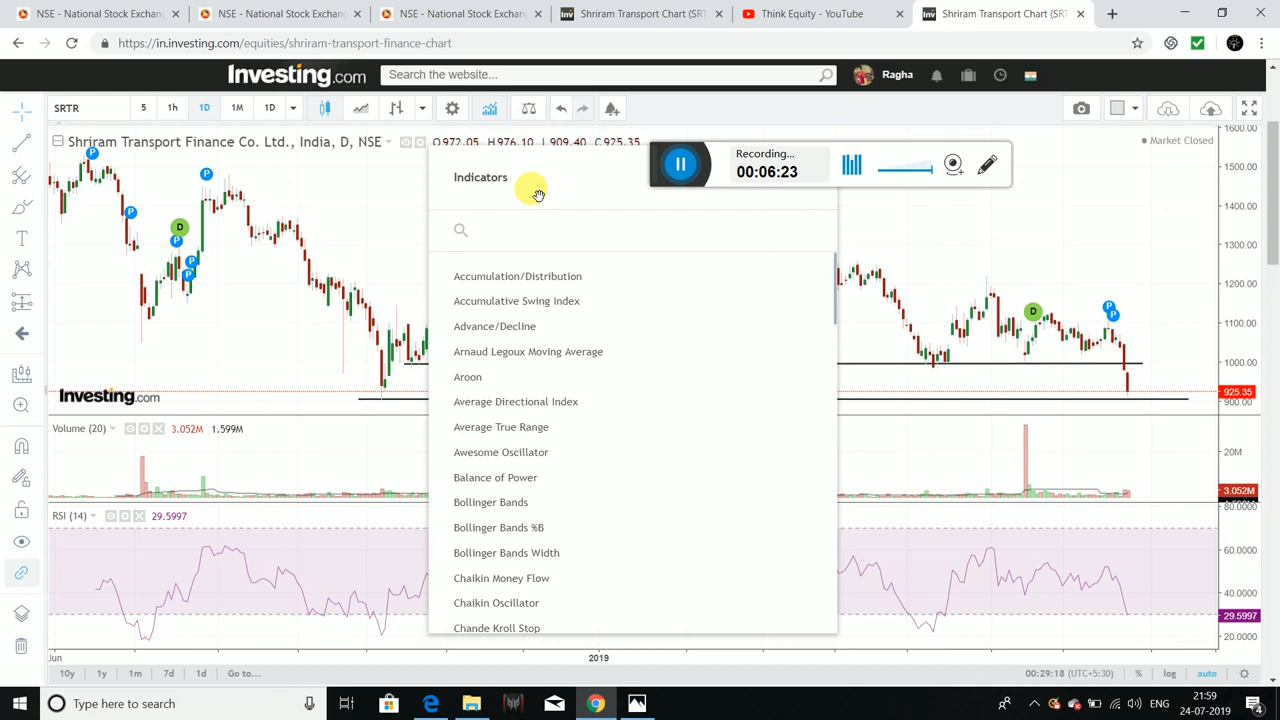 NSE - National Stock Exchan
NSE - National Stock Exchan
NSE - National Stock Exchan
Shriram Transport Chart (SRT
Think Equity - YouTube
Shriram Transport Chart (SRT
https://in.investing.com/equities/shriram-transport-finance-chart
Investing.com
Search the website...
Ragha
SRTR
5
1h
1D
1M
1D
Shriram Transport Finance Co. Ltd., India, D, NSE
O 972.05 H 976.10 L 909.40 C 925.35
Market Closed
Recording...
00:06:23
Indicators
Accumulation/Distribution
Accumulative Swing Index
Advance/Decline
Arnaud Legoux Moving Average
Aroon
Average Directional Index
Average True Range
Awesome Oscillator
Balance of Power
Bollinger Bands
Bollinger Bands %B
Bollinger Bands Width
Chaikin Money Flow
Chaikin Oscillator
Chande Kroll Stop
P
P
P
D
P
P
P
D
P
P
1600.00
1500.00
1400.00
1300.00
1200.00
1100.00
1000.00
925.35
900.00
Investing.com
Volume (20)
3.052M
1.599M
20M
3.052M
RSI (14)
29.5997
80.0000
60.0000
40.0000
29.5997
20.0000
Jun
2019
10y
1y
1m
7d
1d
Go to...
00:29:18 (UTC+5:30)
%
log
auto
Type here to search
21:59
24-07-2019
4